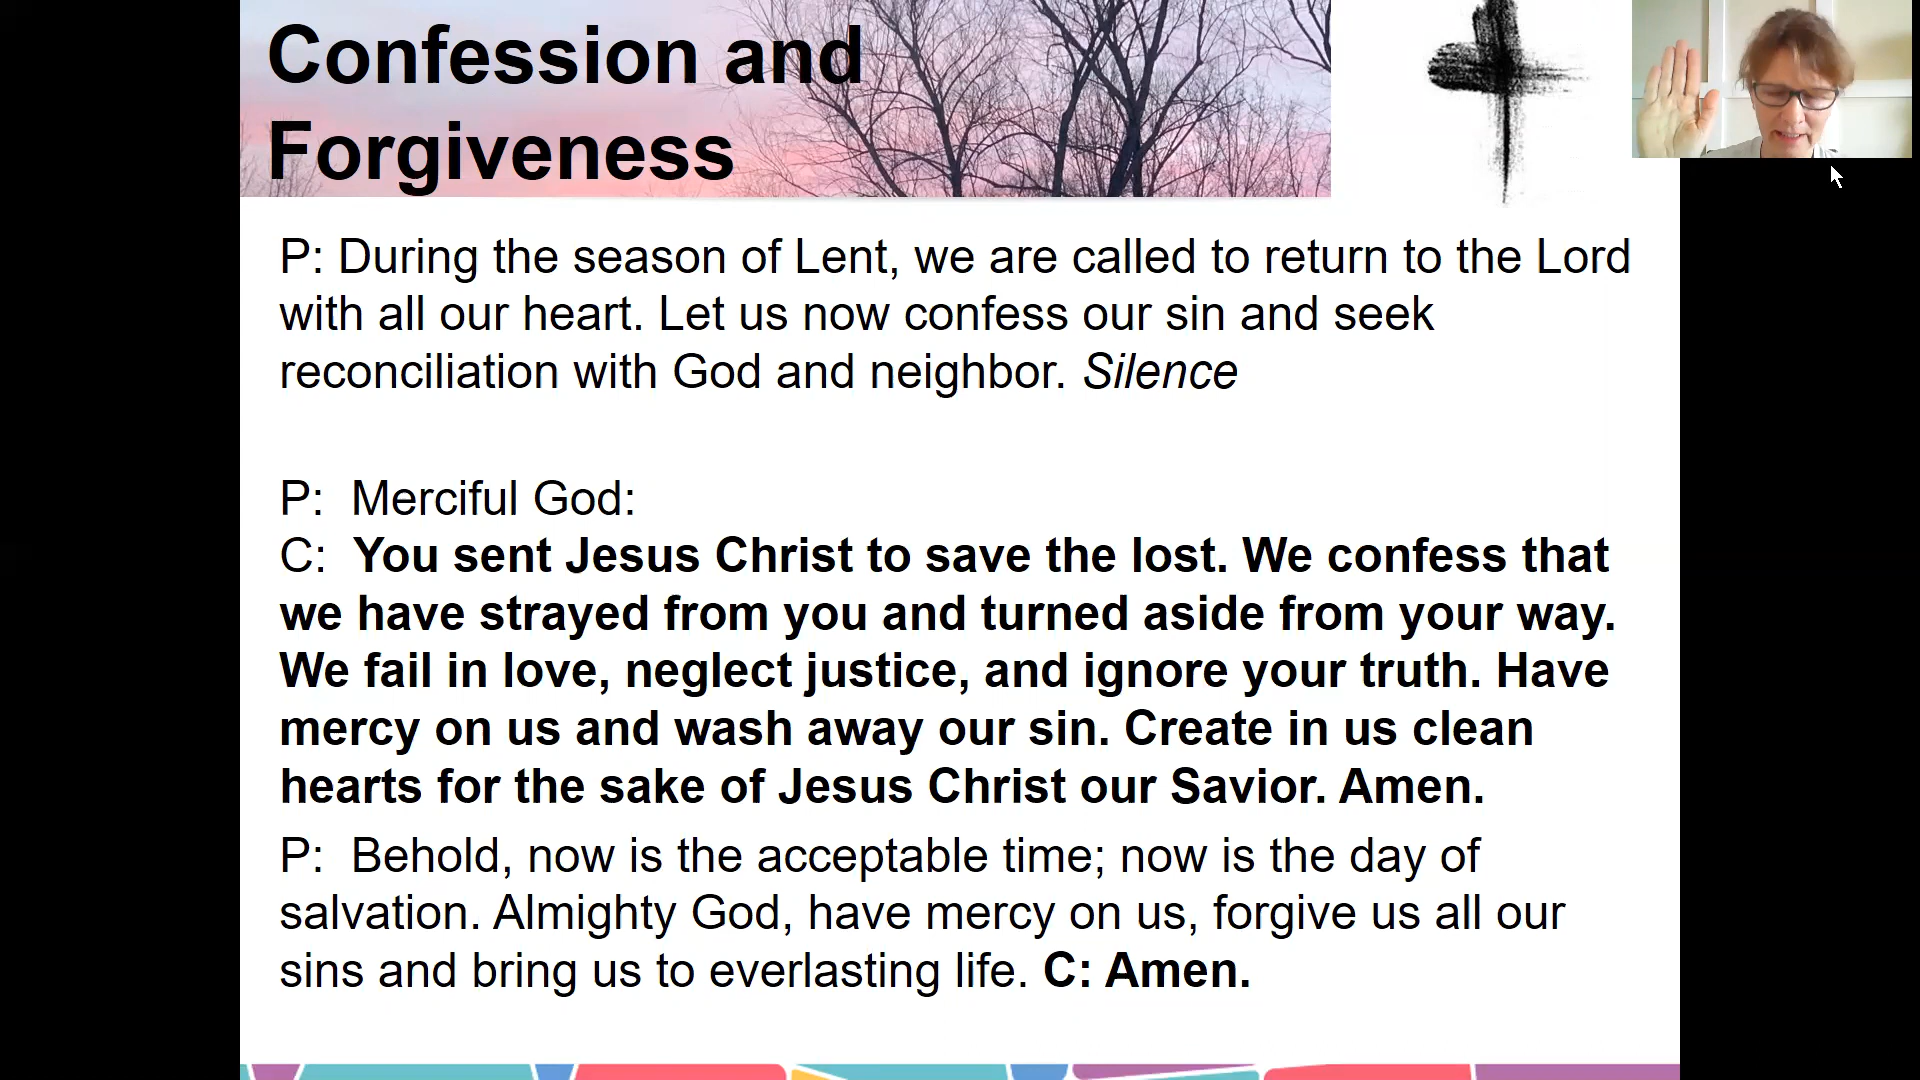 Confession and
Forgiveness
P: During the season of Lent, we are called to return to the Lord
with all our heart. Let us now confess our sin and seek
reconciliation with God and neighbor. Silence
P: Merciful God:
C: You sent Jesus Christ to save the lost. We confess that
we have strayed from you and turned aside from your way.
We fail in love, neglect justice, and ignore your truth. Have
mercy on us and wash away our sin. Create in us clean
hearts for the sake of Jesus Christ our Savior. Amen.
P: Behold, now is the acceptable time; now is the day of
salvation. Almighty God, have mercy on us, forgive us all our
sins and bring us to everlasting life. C: Amen.